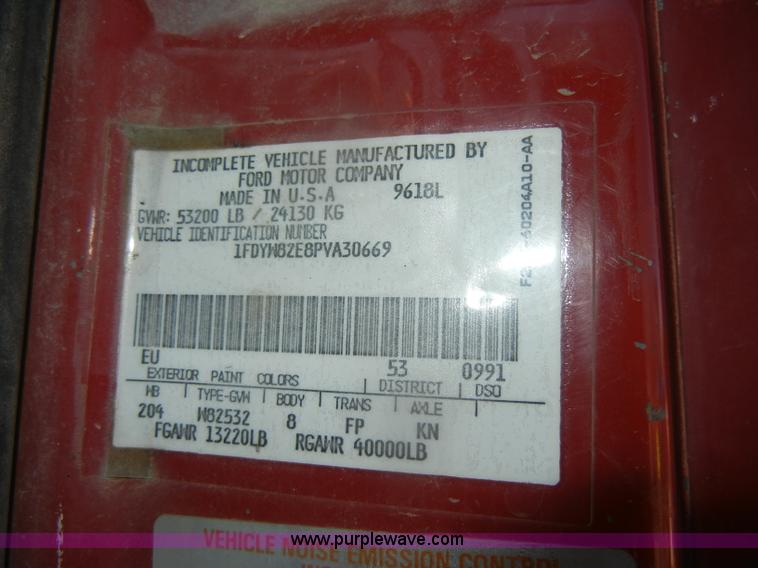 INCOMPLETE VEHICLE MANUFACTURED BY
FORD MOTOR COMPANY
MADE IN U.S.A 9618L
GVWR: 53200 LB / 24130 KG
VEHICLE IDENTIFICATION NUMBER
1FDYW82E8PVA30669
EU 53 0991
EXTERIOR PAINT COLORS DISTRICT DSO
WB TYPE-GVW BODY TRANS AXLE
204 W82532 8 FP KN
FGAWR 13220LB RGAWR 40000LB
60204A10-AA
VEHICLE NOISE EMISSION CONTROL
www.purplewave.com